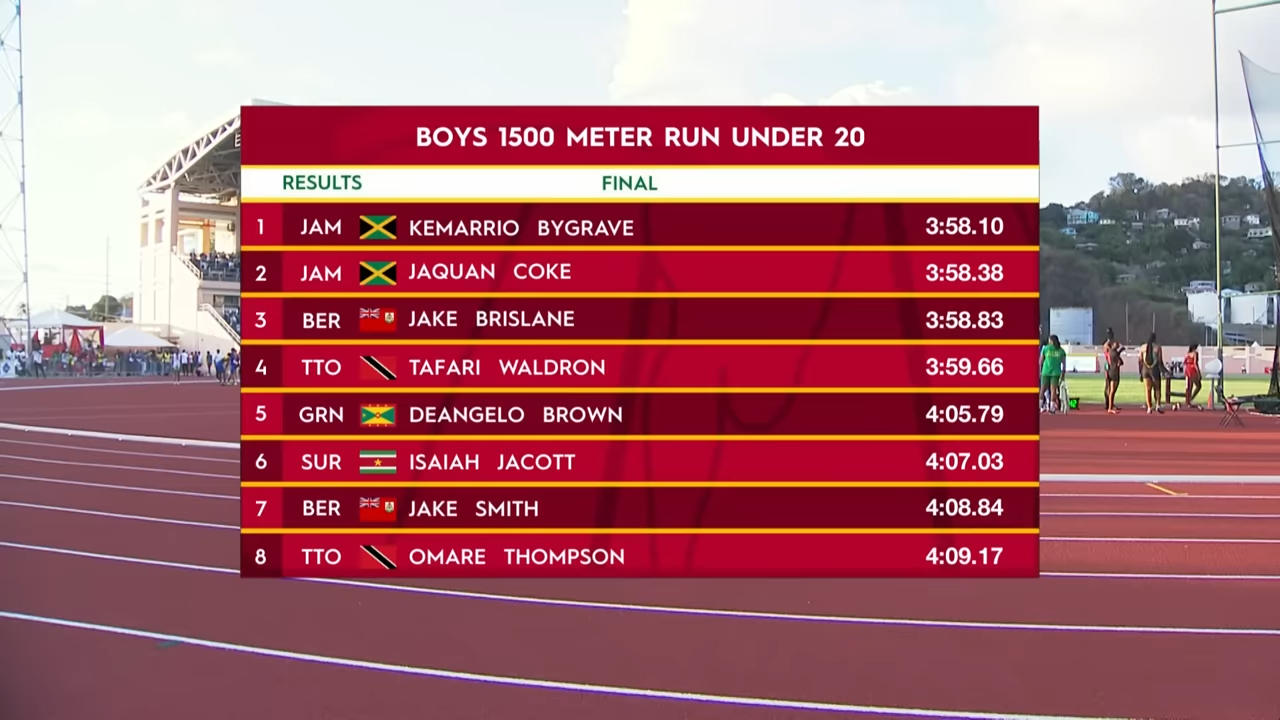 BOYS 1500 METER RUN UNDER 20
RESULTS FINAL
1 JAM KEMARRIO BYGRAVE 3:58.10
2 JAM JAQUAN COKE 3:58.38
3 BER JAKE BRISLANE 3:58.83
4 TTO TAFARI WALDRON 3:59.66
5 GRN DEANGELO BROWN 4:05.79
6 SUR ISAIAH JACOTT 4:07.03
7 BER JAKE SMITH 4:08.84
8 TTO OMARE THOMPSON 4:09.17